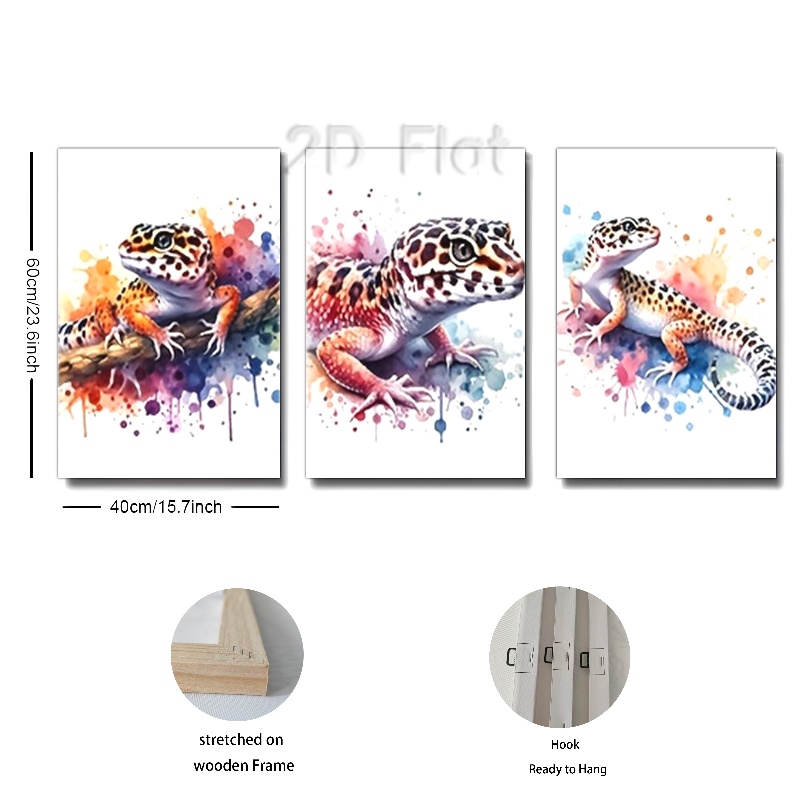 2D Flat
60cm/23.6inch
40cm/15.7inch
stretched on
wooden Frame
Hook
Ready to Hang